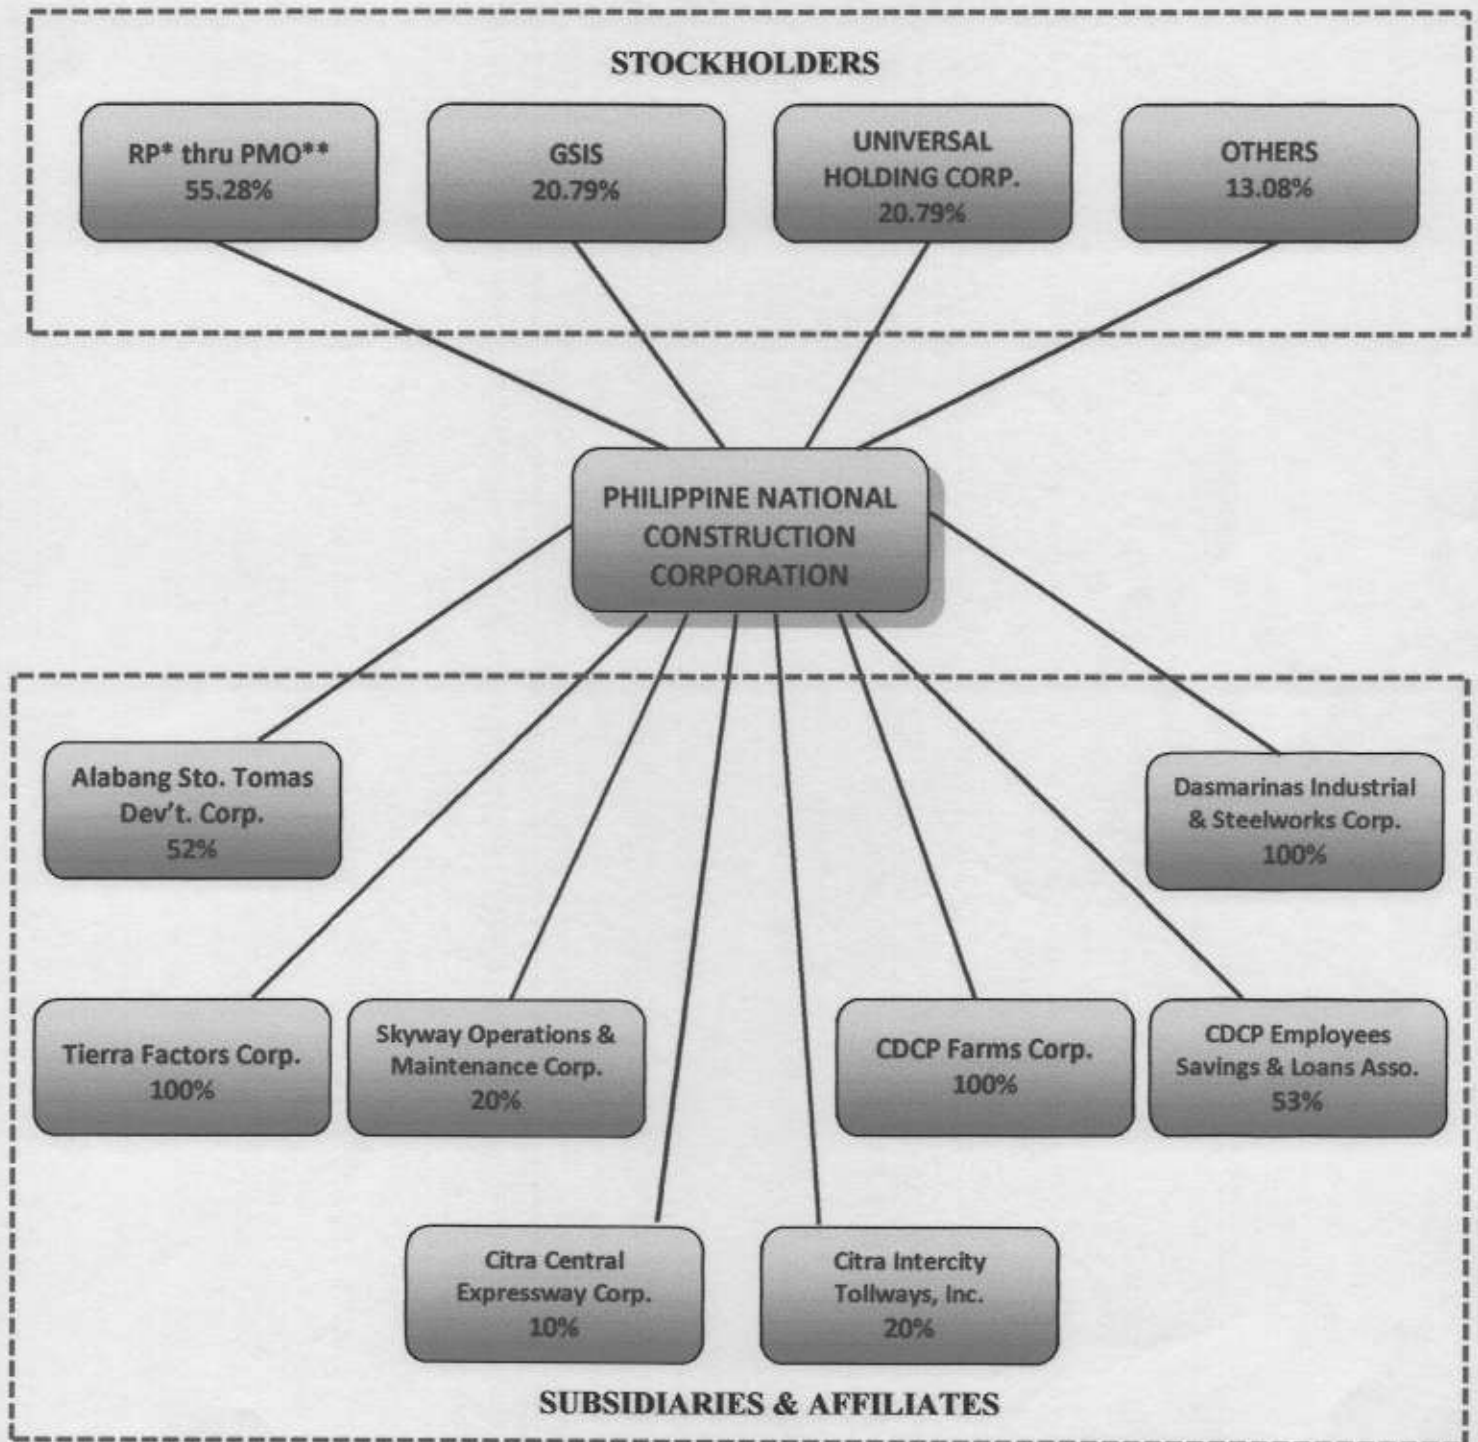 STOCKHOLDERS
RP* thru PMO**
55.28%
GSIS
20.79%
UNIVERSAL
HOLDING CORP.
20.79%
OTHERS
13.08%
PHILIPPINE NATIONAL
CONSTRUCTION
CORPORATION
Alabang Sto. Tomas
Dev't. Corp.
52%
Dasmarinas Industrial
& Steelworks Corp.
100%
Tierra Factors Corp.
100%
Skyway Operations &
Maintenance Corp.
20%
CDCP Farms Corp.
100%
CDCP Employees
Savings & Loans Asso.
53%
Citra Central
Expressway Corp.
10%
Citra Intercity
Tollways, Inc.
20%
SUBSIDIARIES & AFFILIATES